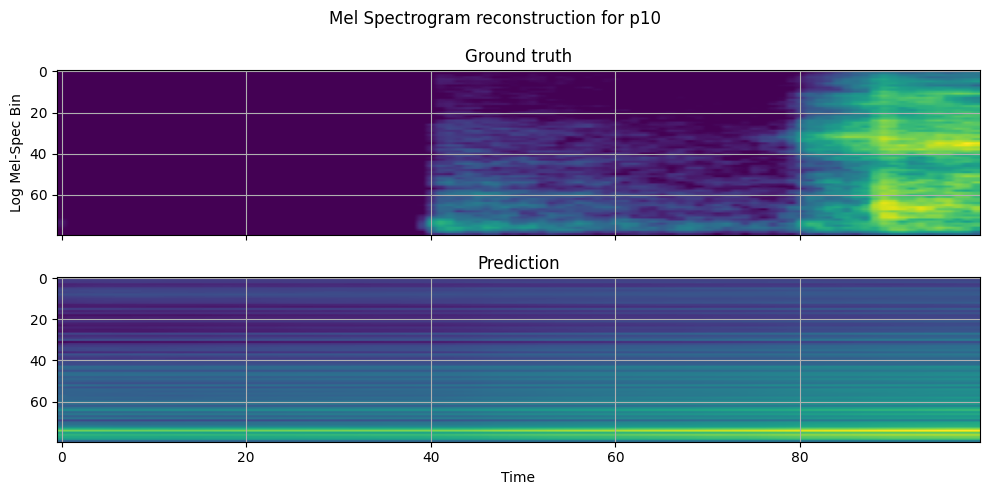 Mel Spectrogram reconstruction for p10
Ground truth
Log Mel-Spec Bin
0
20
40
60
Prediction
0
20
40
60
0 20 40 60 80
Time